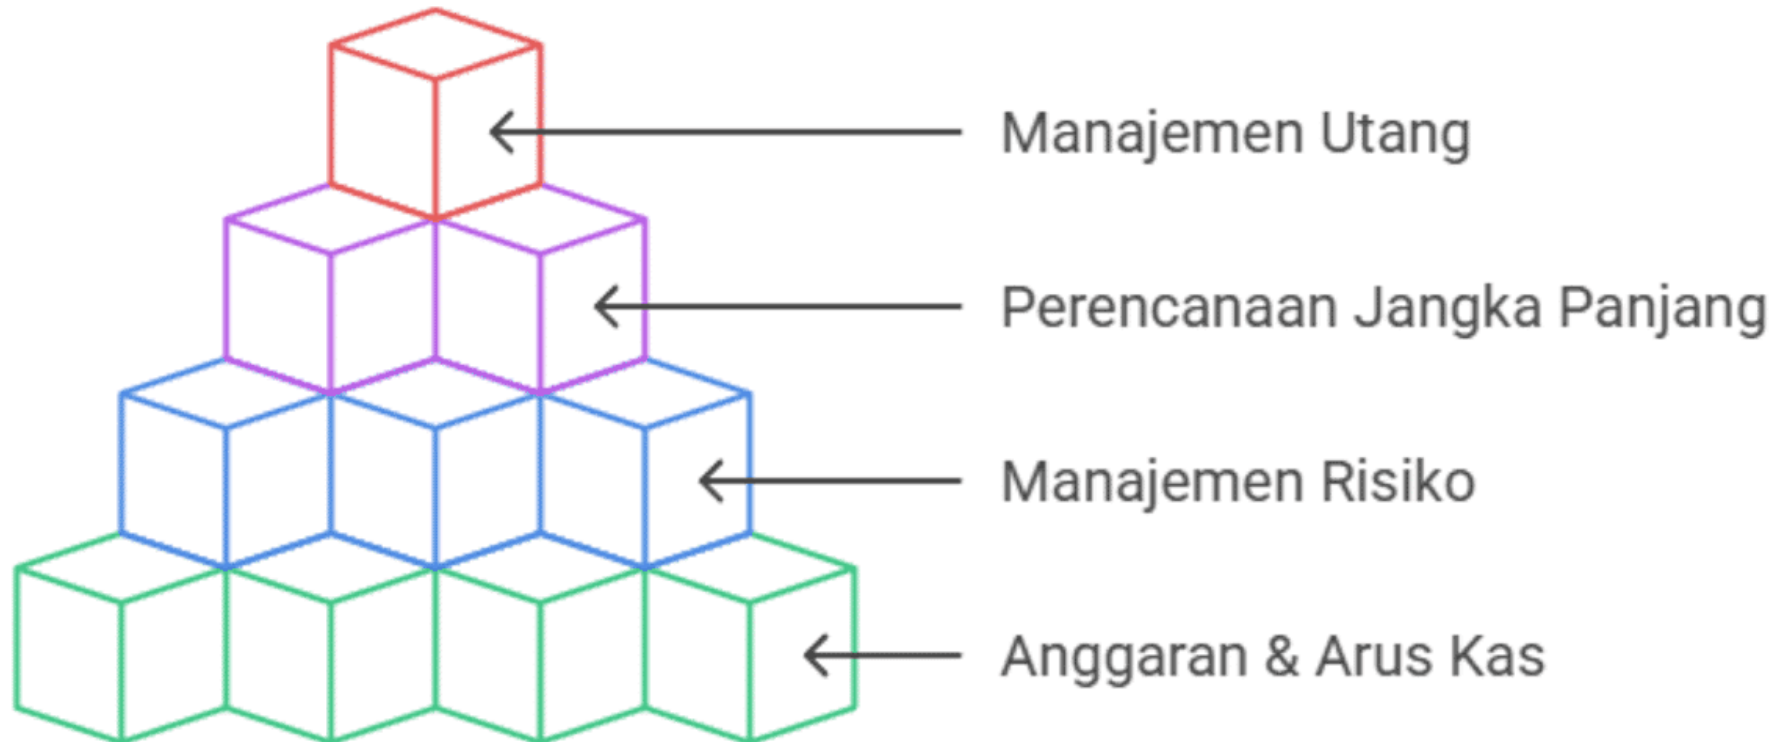 Manajemen Utang
Perencanaan Jangka Panjang
Manajemen Risiko
Anggaran & Arus Kas